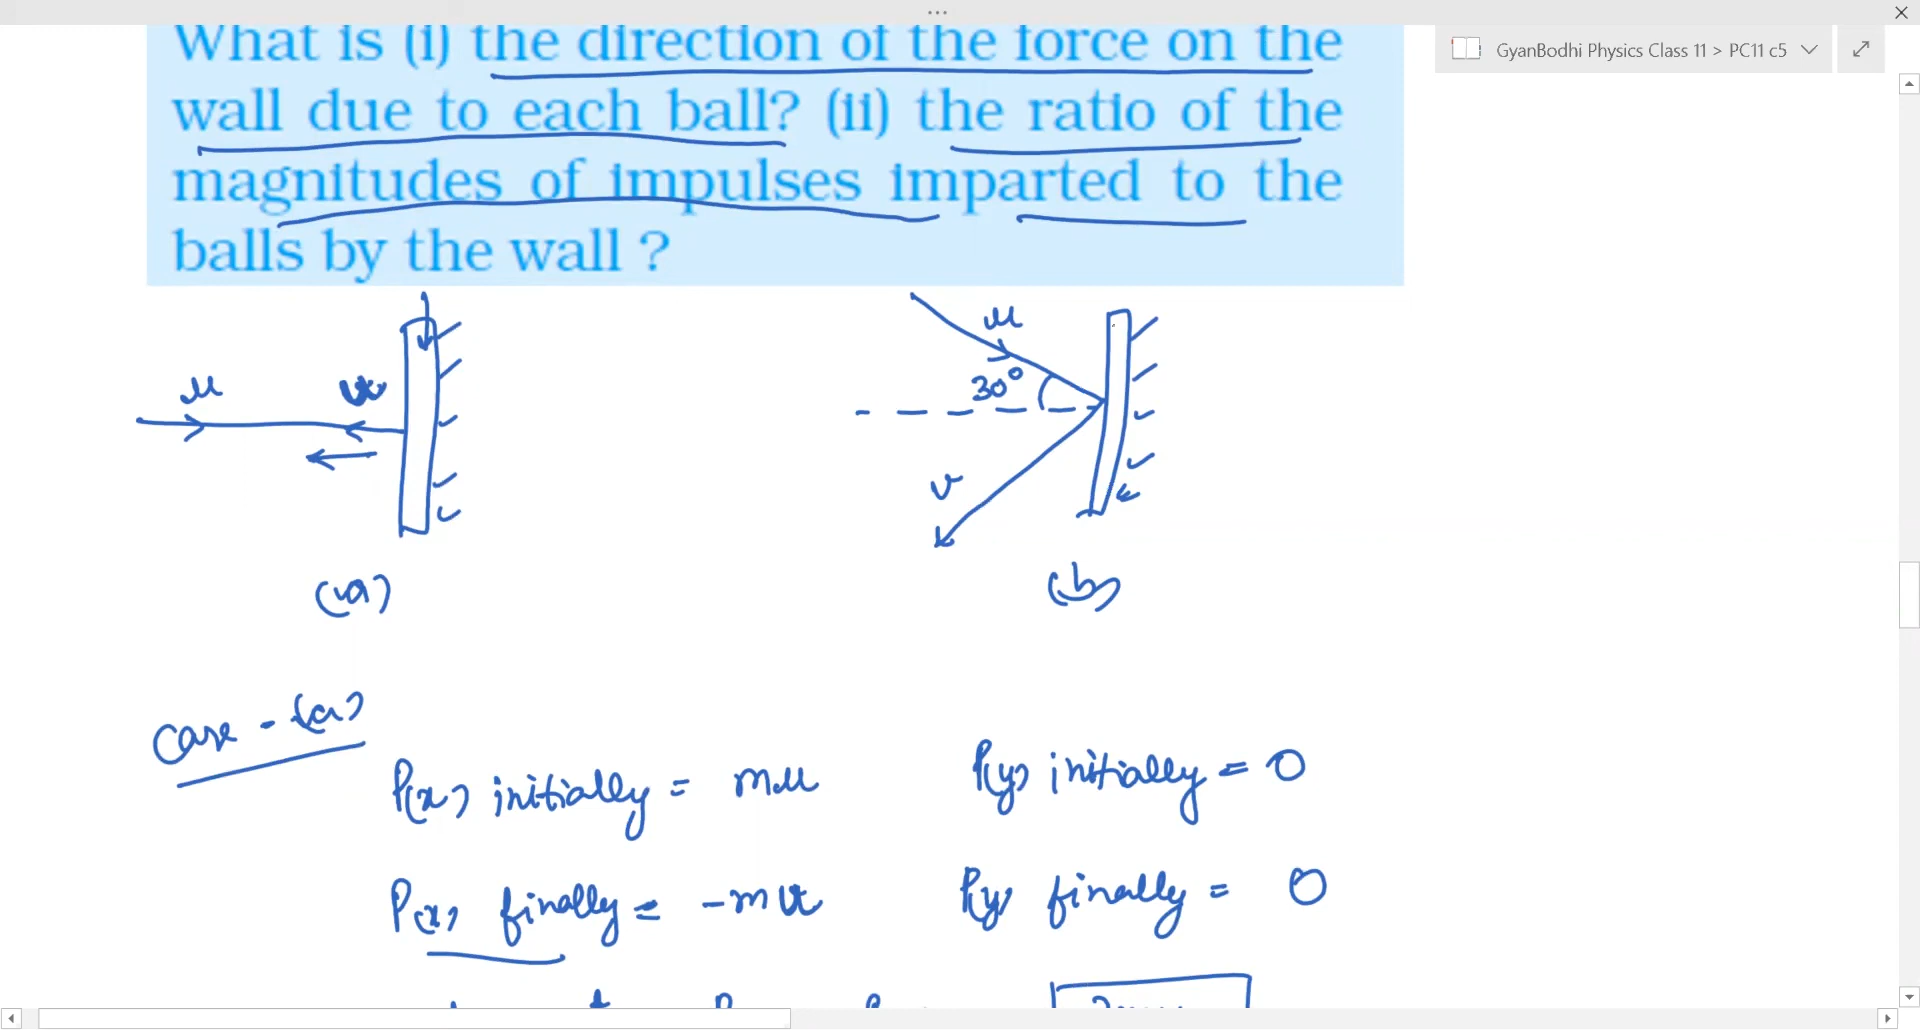 What is (i) the direction of the force on the
wall due to each ball? (ii) the ratio of the
magnitudes of impulses imparted to the
balls by the wall ?
GyanBodhi Physics Class 11 > PC11 c5
u
u
u
30°
v
(a)
(b)
Case - (a)
P(x) initially = mu
P(y) initially = 0
P(x) finally = -mu
P(y) finally = 0